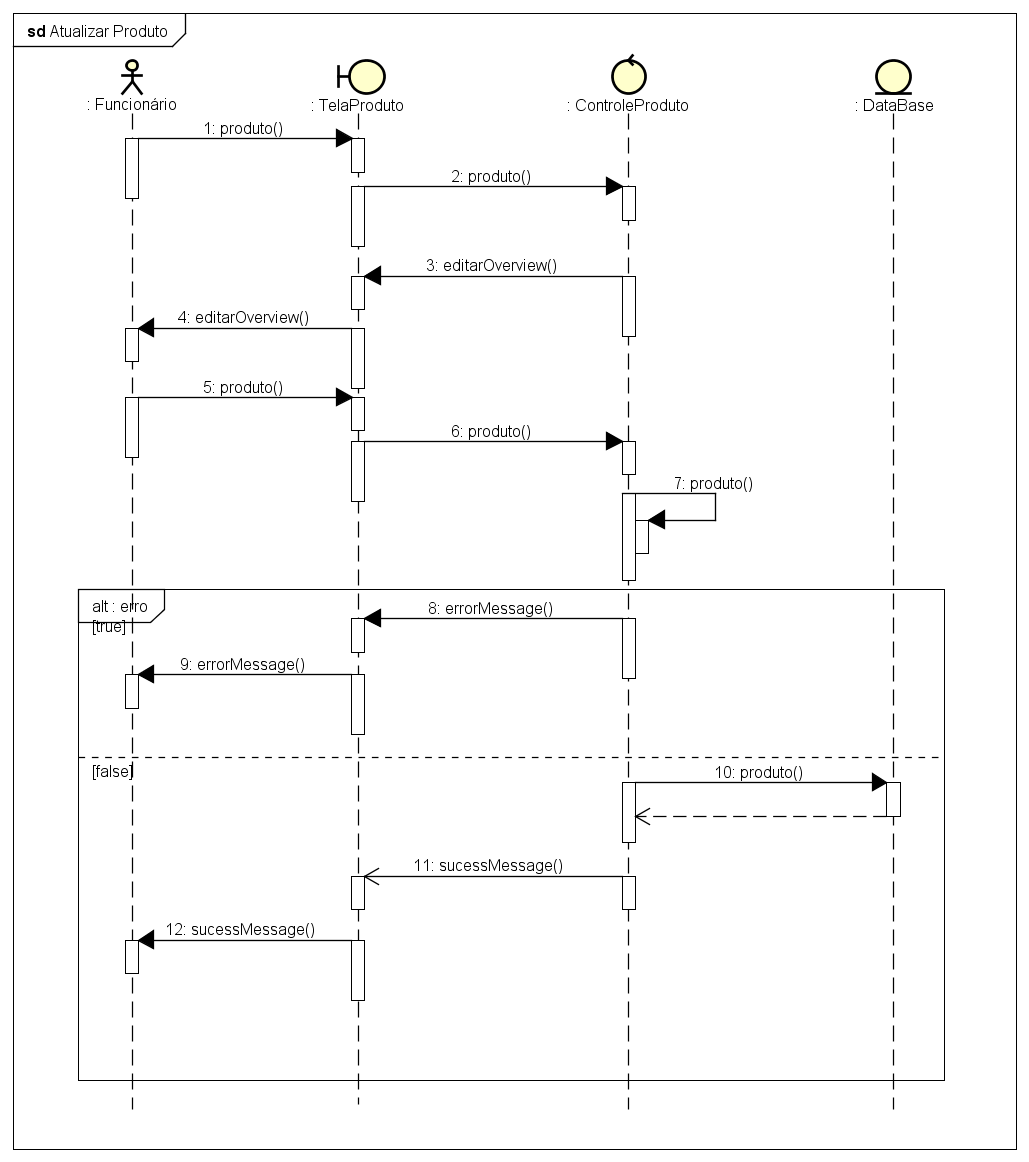 sd Atualizar Produto
: Funcionário
: TelaProduto
: ControleProduto
: DataBase
1: produto()
2: produto()
3: editarOverview()
4: editarOverview()
5: produto()
6: produto()
7: produto()
alt : erro
[true]
8: errorMessage()
9: errorMessage()
[false]
10: produto()
11: sucessMessage()
12: sucessMessage()